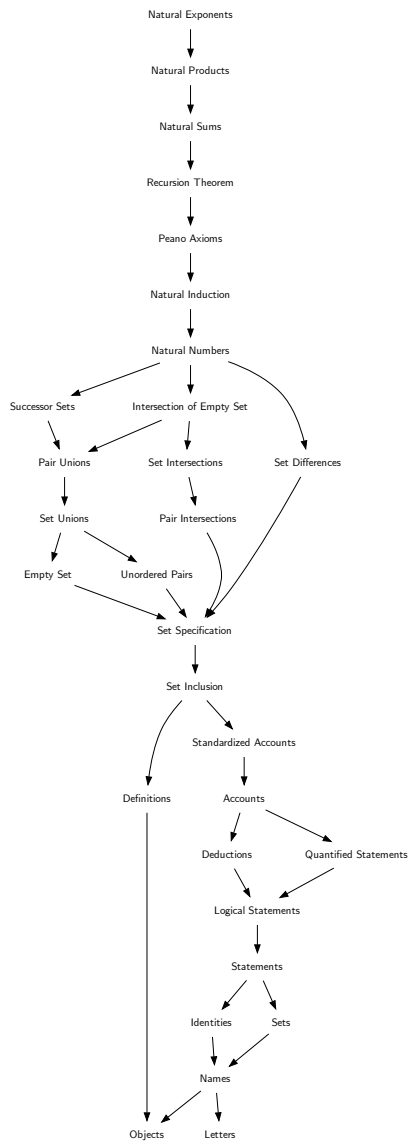 Natural Exponents
Natural Products
Natural Sums
Recursion Theorem
Peano Axioms
Natural Induction
Natural Numbers
Successor Sets
Intersection of Empty Set
Pair Unions
Set Intersections
Set Differences
Set Unions
Pair Intersections
Empty Set
Unordered Pairs
Set Specification
Set Inclusion
Standardized Accounts
Definitions
Accounts
Deductions
Quantified Statements
Logical Statements
Statements
Identities
Sets
Names
Objects
Letters